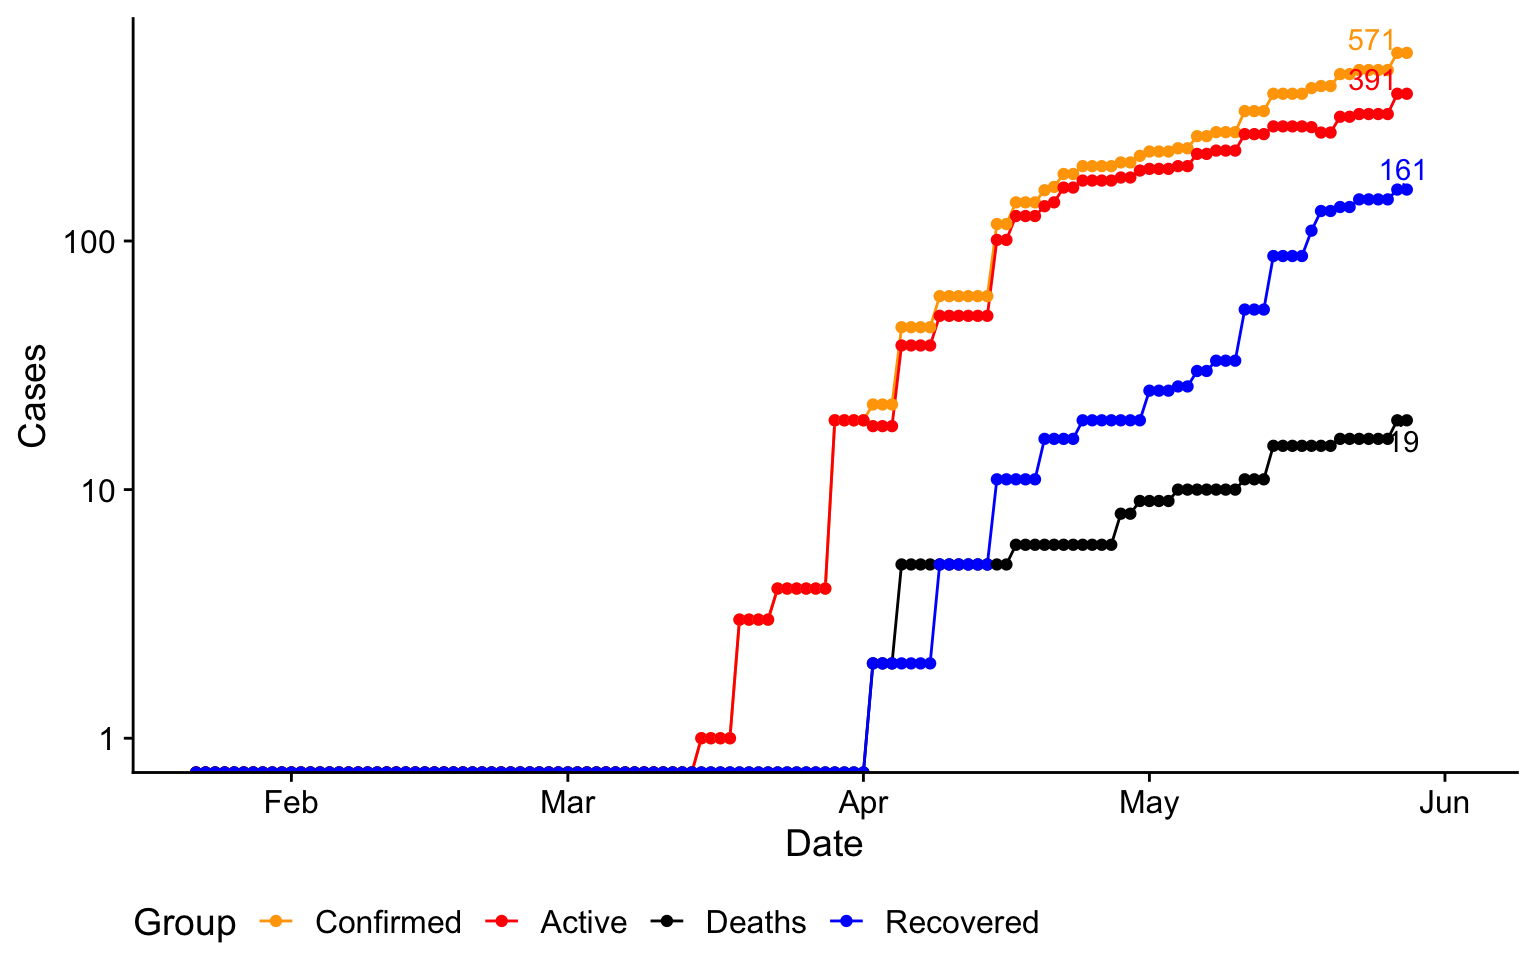 571
391
161
19
100
10
1
Cases
Feb Mar Apr May Jun
Date
Group Confirmed Active Deaths Recovered